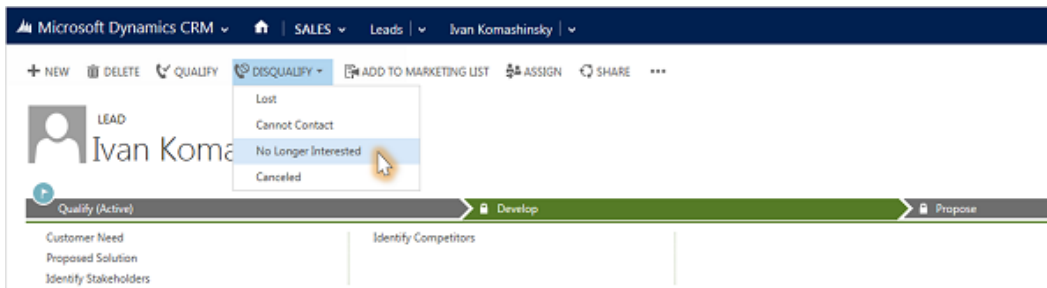 Microsoft Dynamics CRM SALES Leads Ivan Komashinsky
NEW DELETE QUALIFY DISQUALIFY ADD TO MARKETING LIST ASSIGN SHARE •••
Lost
LEAD
Cannot Contact
Ivan Koma
No Longer Interested
Canceled
Qualify (Active) Develop Propose
Customer Need Identify Competitors
Proposed Solution
Identify Stakeholders